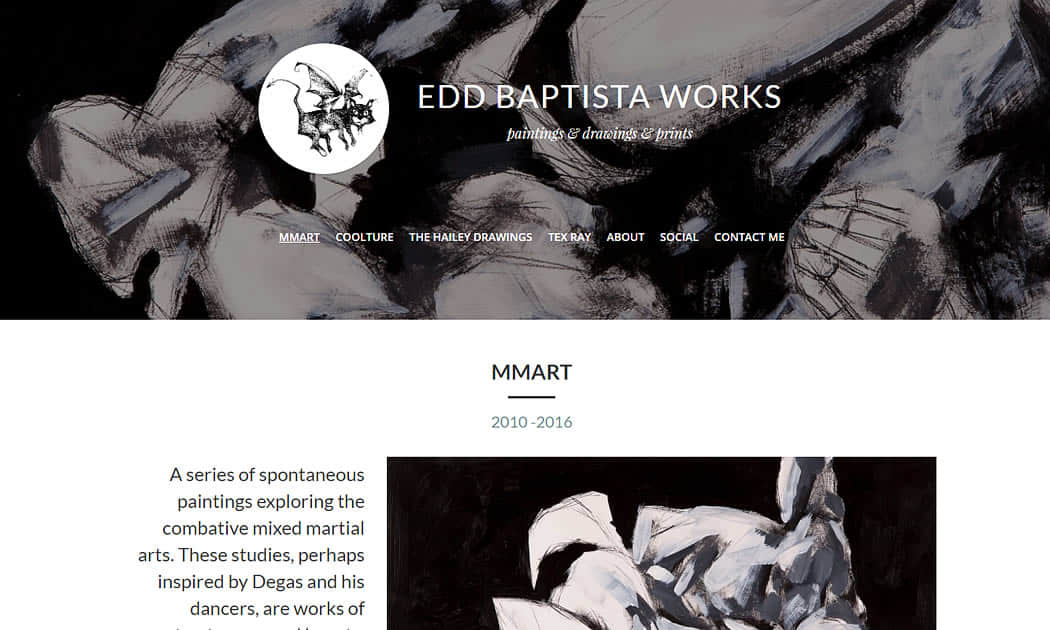 EDD BAPTISTA WORKS
paintings & drawings & prints
MMART COOLTURE THE HAILEY DRAWINGS TEX RAY ABOUT SOCIAL CONTACT ME
MMART
2010 -2016
A series of spontaneous
paintings exploring the
combative mixed martial
arts. These studies, perhaps
inspired by Degas and his
dancers, are works of